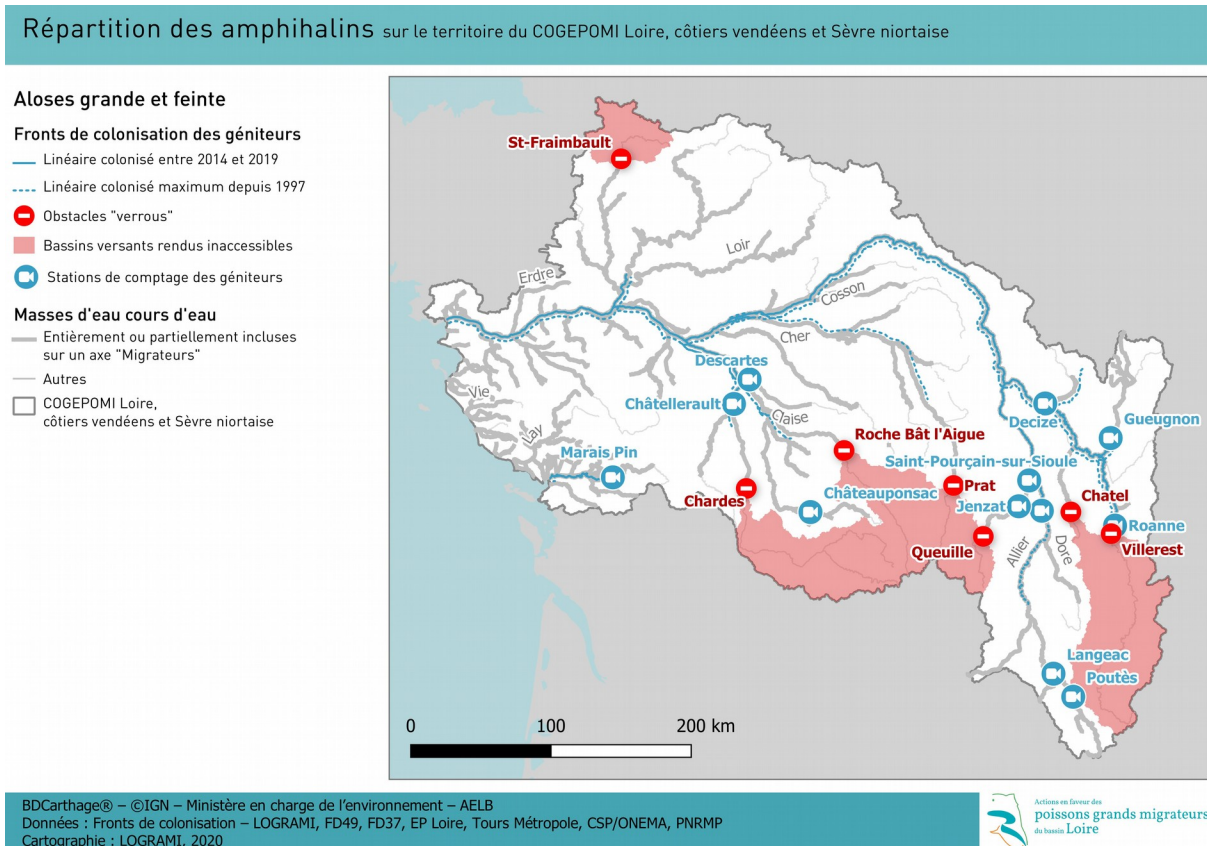 Répartition des amphihalins sur le territoire du COGEPOMI Loire, côtiers vendéens et Sèvre niortaise
Aloses grande et feinte
Fronts de colonisation des géniteurs
Linéaire colonisé entre 2014 et 2019
Linéaire colonisé maximum depuis 1997
Obstacles "verrous"
Bassins versants rendus inaccessibles
Stations de comptage des géniteurs
Masses d'eau cours d'eau
Entièrement ou partiellement incluses
sur un axe "Migrateurs"
Autres
COGEPOMI Loire,
côtiers vendéens et Sèvre niortaise
St-Fraimbault
Loir
Erdre
Cosson
Cher
Descartes
Vie
Châtellerault
Claise
Decize
Gueugnon
Lay
Roche Bât l'Aigue
Marais Pin
Saint-Pourçain-sur-Sioule
Chardes
Châteauponsac
Prat
Jenzat
Chatel
Roanne
Queuille
Allier
Dore
Villerest
Langeac
Poutès
0 100 200 km
BDCarthage® – ©IGN – Ministère en charge de l'environnement – AELB
Données : Fronts de colonisation – LOGRAMI, FD49, FD37, EP Loire, Tours Métropole, CSP/ONEMA, PNRMP
Cartographie : LOGRAMI, 2020
Actions en faveur des
poissons grands migrateurs
du bassin Loire